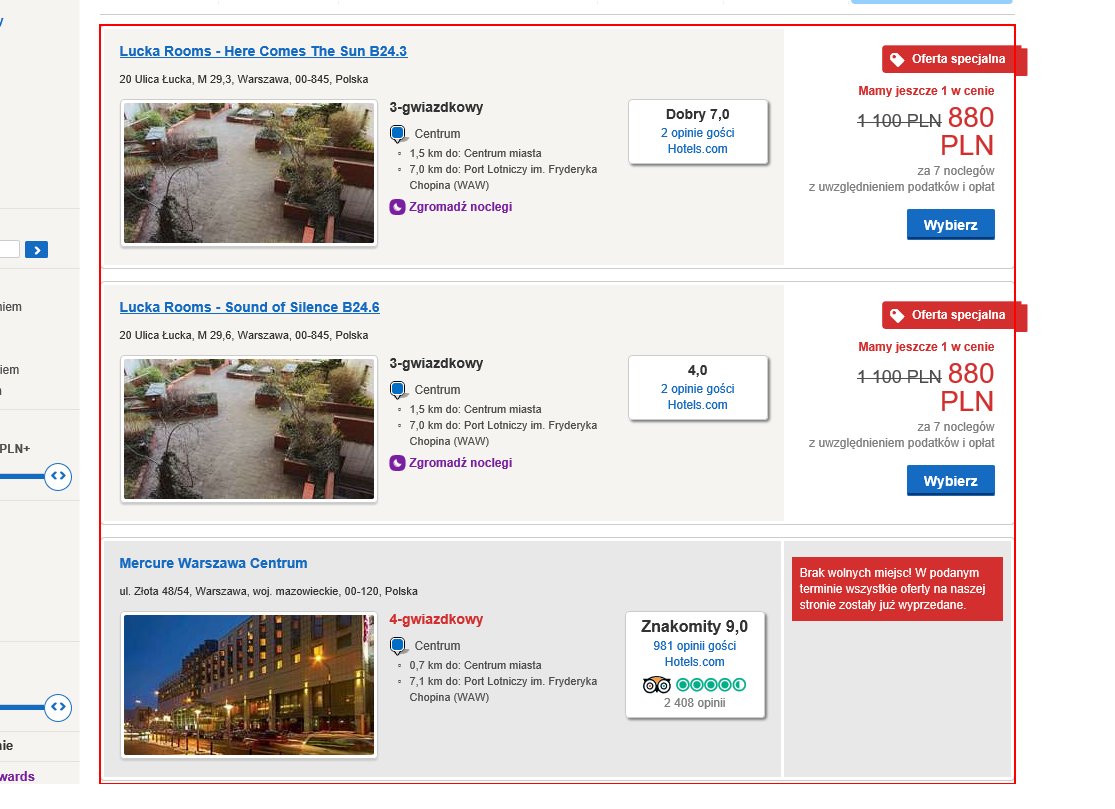 Lucka Rooms - Here Comes The Sun B24.3
20 Ulica Łucka, M 29,3, Warszawa, 00-845, Polska
3-gwiazdkowy
Centrum
1,5 km do: Centrum miasta
7,0 km do: Port Lotniczy im. Fryderyka
Chopina (WAW)
Zgromadź noclegi
Dobry 7,0
2 opinie gości
Hotels.com
Oferta specjalna
Mamy jeszcze 1 w cenie
1 100 PLN 880
PLN
za 7 noclegów
z uwzględnieniem podatków i opłat
Wybierz
Lucka Rooms - Sound of Silence B24.6
20 Ulica Łucka, M 29,6, Warszawa, 00-845, Polska
3-gwiazdkowy
Centrum
1,5 km do: Centrum miasta
7,0 km do: Port Lotniczy im. Fryderyka
Chopina (WAW)
Zgromadź noclegi
4,0
2 opinie gości
Hotels.com
Oferta specjalna
Mamy jeszcze 1 w cenie
1 100 PLN 880
PLN
za 7 noclegów
z uwzględnieniem podatków i opłat
Wybierz
Mercure Warszawa Centrum
ul. Złota 48/54, Warszawa, woj. mazowieckie, 00-120, Polska
4-gwiazdkowy
Centrum
0,7 km do: Centrum miasta
7,1 km do: Port Lotniczy im. Fryderyka
Chopina (WAW)
Znakomity 9,0
981 opinii gości
Hotels.com
2 408 opinii
Brak wolnych miejsc! W podanym
terminie wszystkie oferty na naszej
stronie zostały już wyprzedane.
PLN+